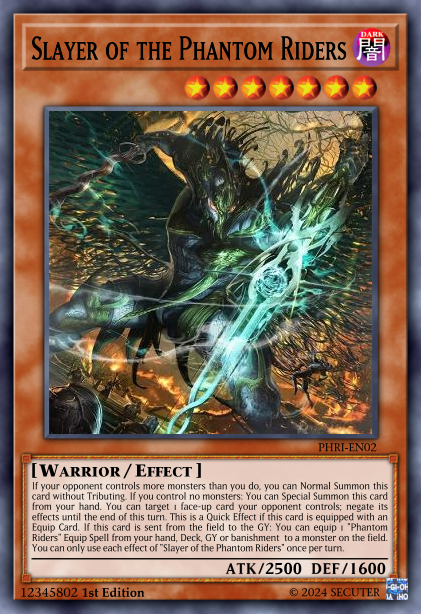 SLAYER OF THE PHANTOM RIDERS
DARK
闇
PHRI-EN02
[WARRIOR/EFFECT]
If your opponent controls more monsters than you do, you can Normal Summon this
card without Tributing. If you control no monsters: You can Special Summon this card
from your hand. You can target 1 face-up card your opponent controls; negate its
effects until the end of this turn. This is a Quick Effect if this card is equipped with an
Equip Card. If this card is sent from the field to the GY: You can equip 1 "Phantom
Riders" Equip Spell from your hand, Deck, GY or banishment to a monster on the field.
You can only use each effect of "Slayer of the Phantom Riders" once per turn.
ATK/2500 DEF/1600
12345802 1st Edition
© 2024 SECUTER